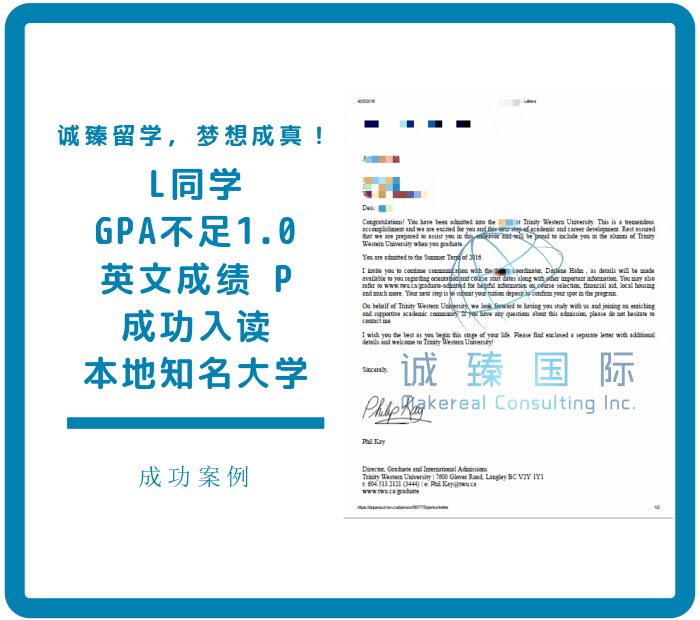 诚臻留学，梦想成真！
L同学
GPA不足1.0
英文成绩 P
成功入读
本地知名大学
成功案例
4/25/2016
- Letters
Dear
Congratulations! You have been admitted into the at Trinity Western University. This is a tremendous
accomplishment and we are excited for you and this next step of academic and career development. Rest assured
that we are prepared to assist you in this endeavor and will be proud to include you in the alumni of Trinity
Western University when you graduate.
You are admitted to the Summer Term of 2016.
I invite you to continue communication with the coordinator, Darlene Hahn , as details will be made
available to you regarding orientation and course start dates along with other important information. You may also
refer to www.twu.ca/graduate-admitted for helpful information on course selection, financial aid, local housing
and much more. Your next step is to submit your tuition deposit to confirm your spot in the program.
On behalf of Trinity Western University, we look forward to having you study with us and joining an enriching
and supportive academic community. If you have any questions about this admission, please do not hesitate to
contact me.
I wish you the best as you begin this stage of your life. Please find enclosed a separate letter with additional
details and welcome to Trinity Western University!
Sincerely,
诚臻国际
Makereal Consulting Inc.
Philip Kay
Phil Kay
Director, Graduate and International Admissions
Trinity Western University | 7600 Glover Road, Langley BC V2Y 1Y1
t: 604.513.2121 (3444) | e: Phil.Kay@twu.ca
www.twu.ca/graduate
1/2